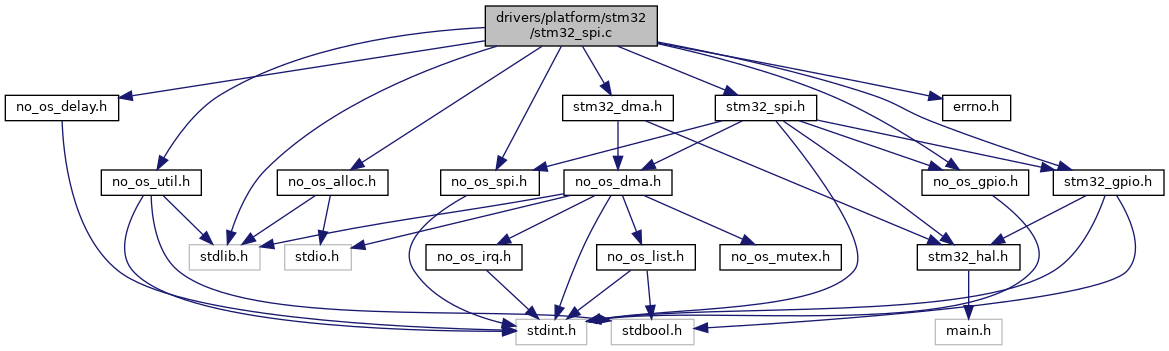 drivers/platform/stm32
/stm32_spi.c
no_os_delay.h
stm32_dma.h
stm32_spi.h
errno.h
no_os_util.h
no_os_alloc.h
no_os_spi.h
no_os_dma.h
no_os_gpio.h
stm32_gpio.h
stdlib.h
stdio.h
no_os_irq.h
no_os_list.h
no_os_mutex.h
stm32_hal.h
stdint.h
stdbool.h
main.h